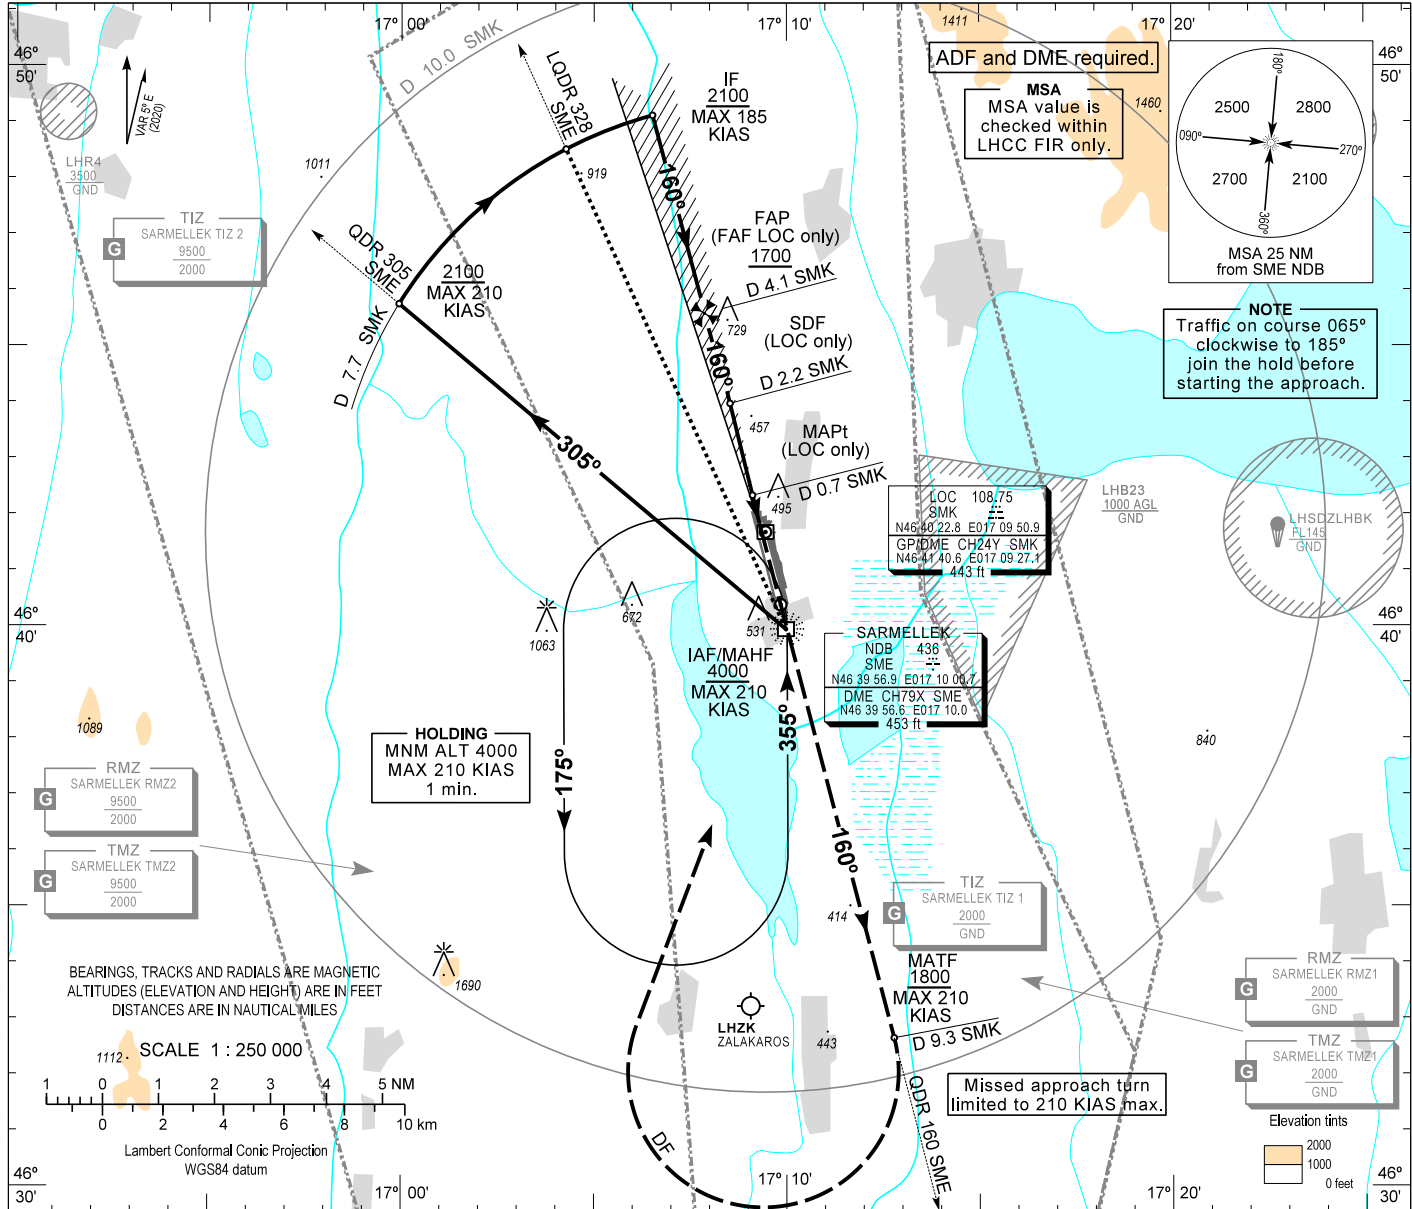 17° 00'
17° 10'
17° 20'
46°
50'
46°
50'
1411
ADF and DME required.
MSA
MSA value is
checked within
LHCC FIR only.
1460
180°
2500
2800
090°
270°
2700
2100
360°
MSA 25 NM
from SME NDB
NOTE
Traffic on course 065°
clockwise to 185°
join the hold before
starting the approach.
VAR 5° E
(2020)
LHR4
3500
GND
1011
D 10.0 SMK
LQDR 328
SME
919
IF
2100
MAX 185
KIAS
160°
TIZ
SARMELLEK TIZ 2
9500
2000
G
QDR 305
SME
2100
MAX 210
KIAS
D 7.7 SMK
FAP
(FAF LOC only)
1700
D 4.1 SMK
729
SDF
(LOC only)
160°
D 2.2 SMK
457
MAPt
(LOC only)
D 0.7 SMK
495
305°
LOC 108.75
SMK
N46 40 22.8 E017 09 50.9
GP/DME CH24Y SMK
N46 41 40.6 E017 09 27.1
443 ft
LHB23
1000 AGL
GND
LHSDZLHBK
FL145
GND
46°
40'
46°
40'
1063
672
531
IAF/MAHF
4000
MAX 210
KIAS
SARMELLEK
NDB 436
SME
N46 39 56.9 E017 10 00.7
DME CH79X SME
N46 39 56.6 E017 10.0
453 ft
1089
840
HOLDING
MNM ALT 4000
MAX 210 KIAS
1 min.
175°
355°
160°
RMZ
SARMELLEK RMZ2
9500
2000
G
TMZ
SARMELLEK TMZ2
9500
2000
G
TIZ
SARMELLEK TIZ 1
2000
GND
G
414
1690
MATF
1800
MAX 210
KIAS
D 9.3 SMK
RMZ
SARMELLEK RMZ1
2000
GND
G
TMZ
SARMELLEK TMZ1
2000
GND
G
LHZK
ZALAKAROS
443
BEARINGS, TRACKS AND RADIALS ARE MAGNETIC
ALTITUDES (ELEVATION AND HEIGHT) ARE IN FEET
DISTANCES ARE IN NAUTICAL MILES
1112
SCALE 1 : 250 000
1 0 1 2 3 4 5 NM
0 2 4 6 8 10 km
Lambert Conformal Conic Projection
WGS84 datum
DF
QDR 160 SME
Missed approach turn
limited to 210 KIAS max.
Elevation tints
2000
1000
0 feet
46°
30'
46°
30'
17° 00'
17° 10'
17° 20'